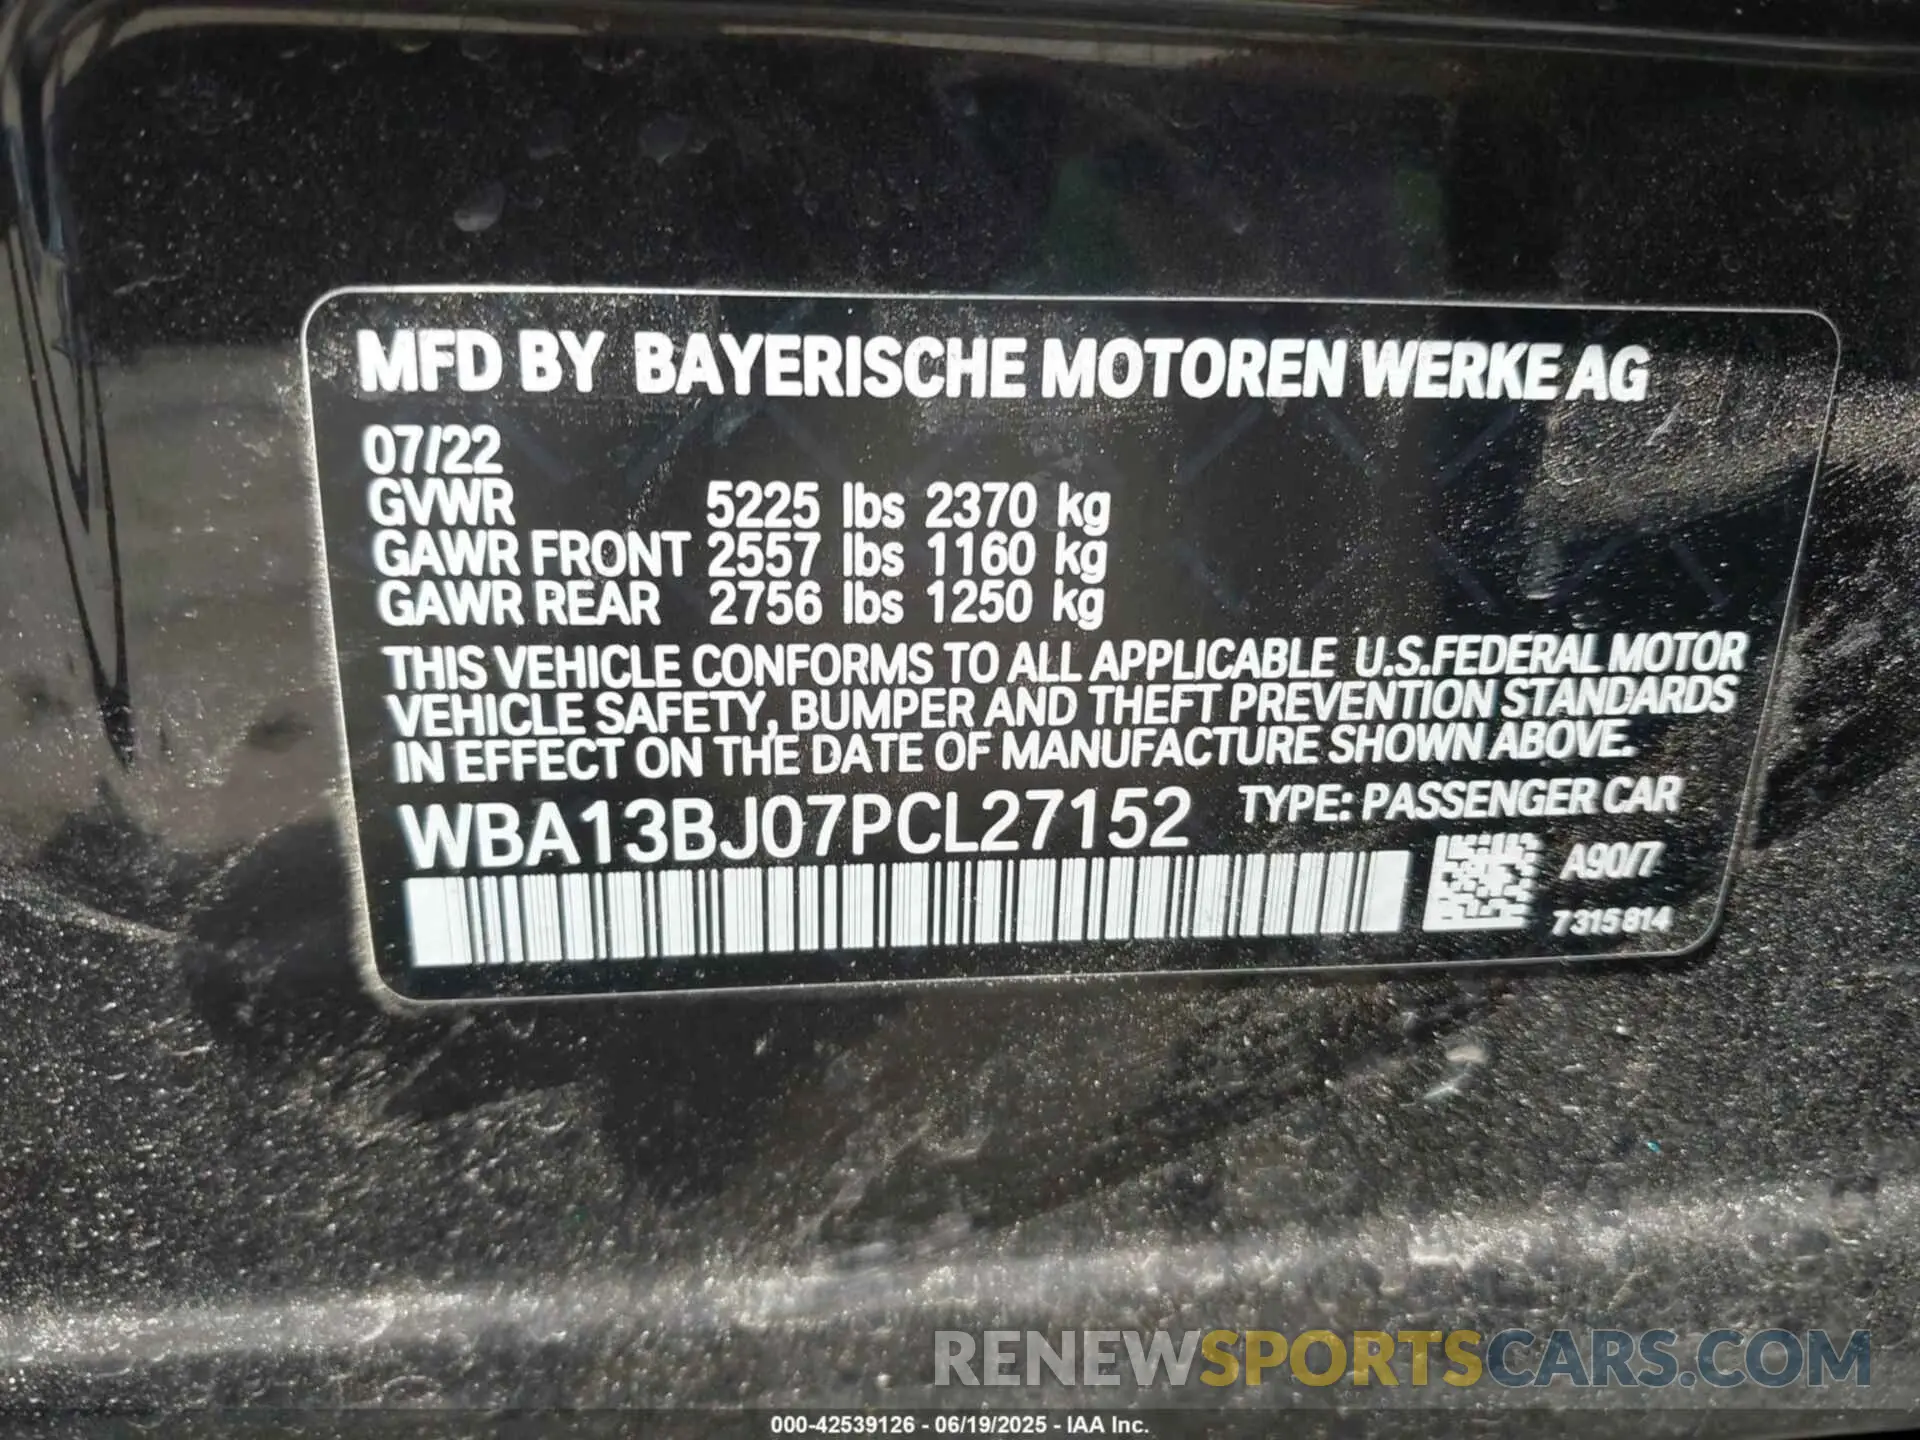 MFD BY BAYERISCHE MOTOREN WERKE AG
07/22
GVWR 5225 lbs 2370 kg
GAWR FRONT 2557 lbs 1160 kg
GAWR REAR 2756 lbs 1250 kg
THIS VEHICLE CONFORMS TO ALL APPLICABLE U.S.FEDERAL MOTOR
VEHICLE SAFETY, BUMPER AND THEFT PREVENTION STANDARDS
IN EFFECT ON THE DATE OF MANUFACTURE SHOWN ABOVE.
WBA13BJ07PCL27152 TYPE: PASSENGER CAR
A90/7
7315814
RENEWSPORTSCARS.COM
000-42539126 - 06/19/2025 - IAA Inc.